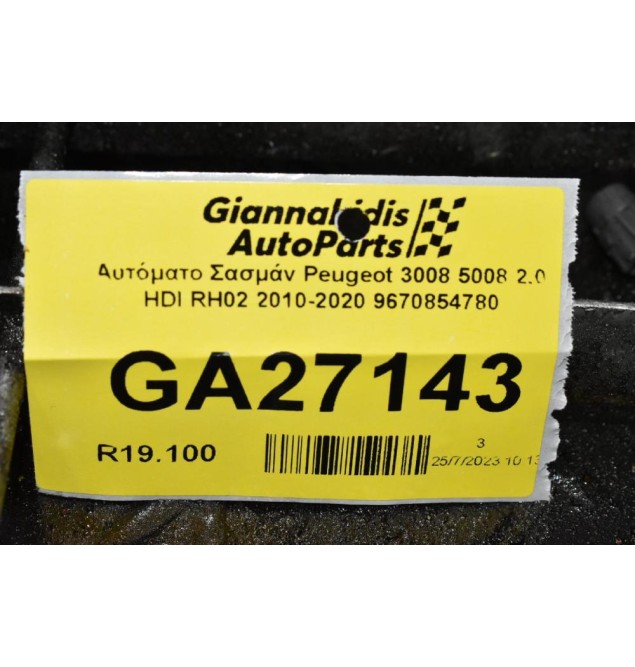 Giannakidis
AutoParts
Αυτόματο Σασμάν Peugeot 3008 5008 2.0
HDI RH02 2010-2020 9670854780
GA27143
R19.100
3
25/7/2023 10